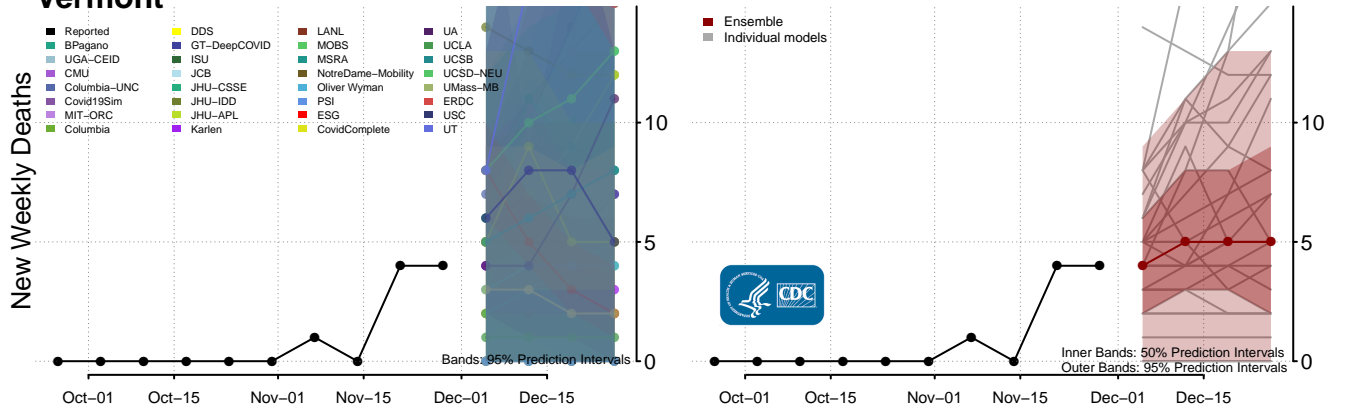 Vermont
New Weekly Deaths
Reported
BPagano
UGA−CEID
CMU
Columbia−UNC
Covid19Sim
MIT−ORC
Columbia
DDS
GT−DeepCOVID
ISU
JCB
JHU−CSSE
JHU−IDD
JHU−APL
Karlen
LANL
MOBS
MSRA
NotreDame−Mobility
Oliver Wyman
PSI
ESG
CovidComplete
UA
UCLA
UCSB
UCSD−NEU
UMass−MB
ERDC
USC
UT
10
5
0
Bands: 95% Prediction Intervals
Oct−01
Oct−15
Nov−01
Nov−15
Dec−01
Dec−15
Ensemble
Individual models
CDC
10
5
0
Inner Bands: 50% Prediction Intervals
Outer Bands: 95% Prediction Intervals
Oct−01
Oct−15
Nov−01
Nov−15
Dec−01
Dec−15